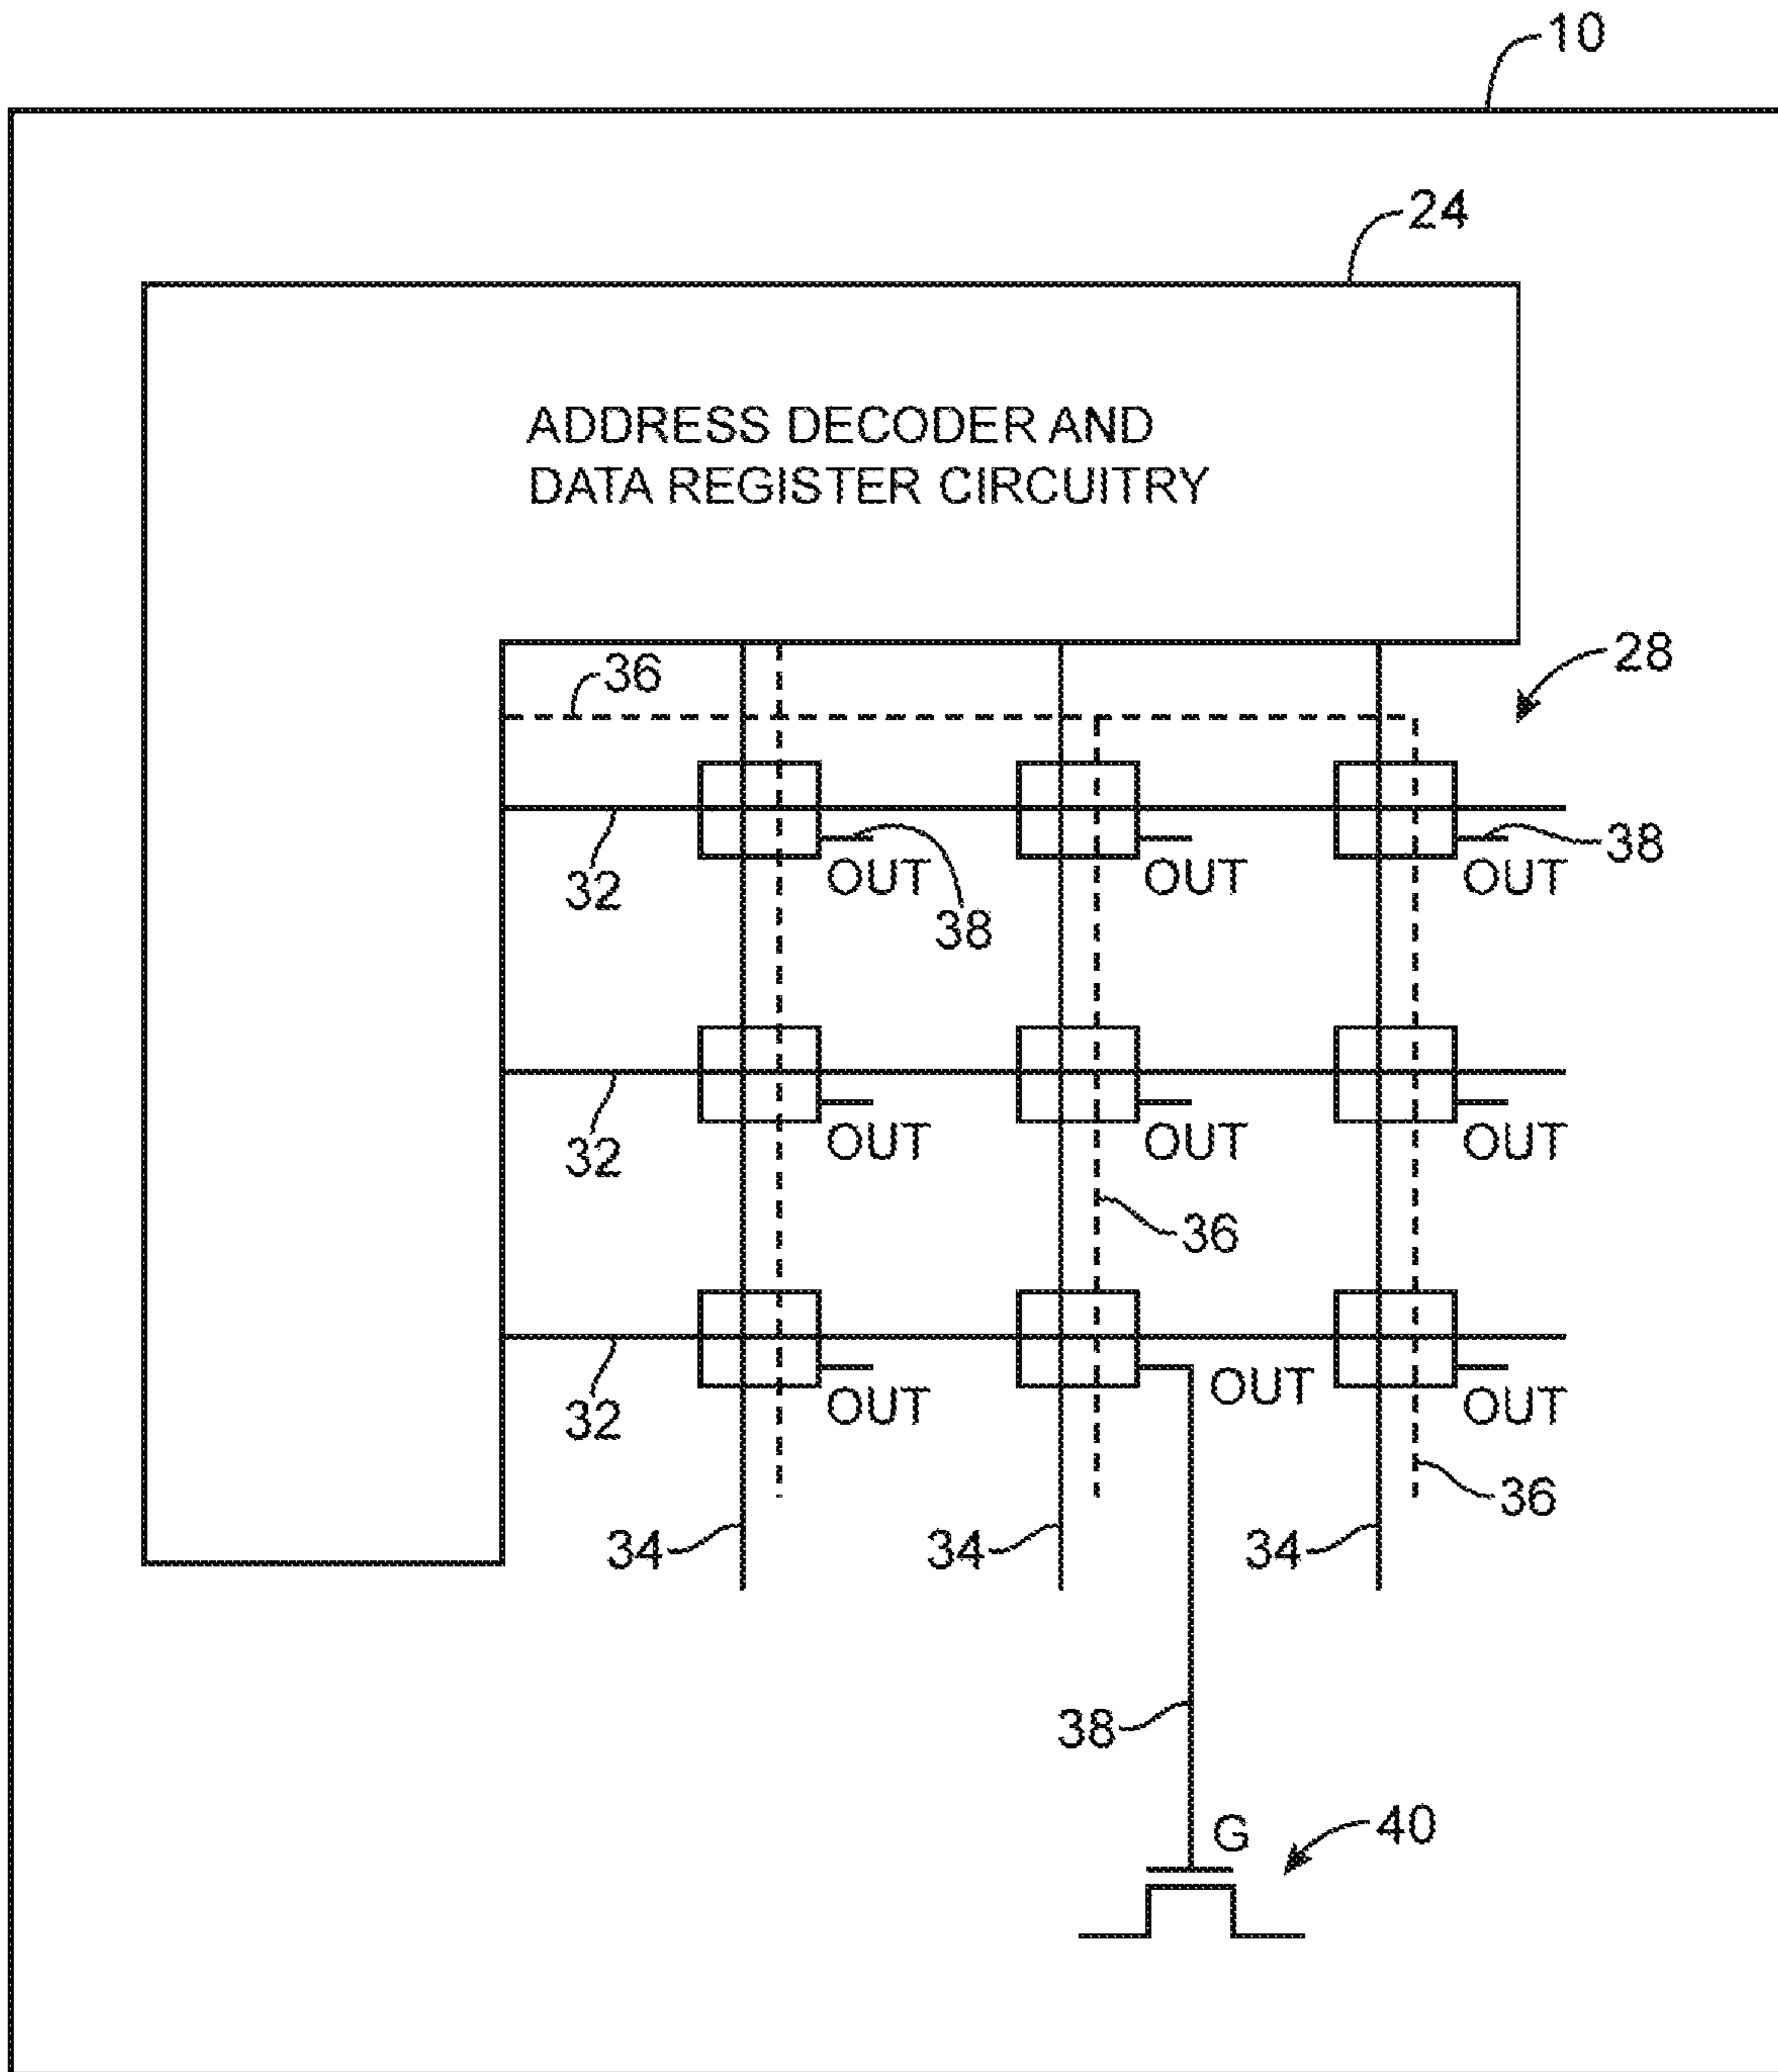 10
24
ADDRESS DECODER AND
DATA REGISTER CIRCUITRY
28
36
32
OUT
OUT
OUT
38
38
32
OUT
OUT
OUT
36
32
OUT
OUT
OUT
36
34
34
34
38
G
40